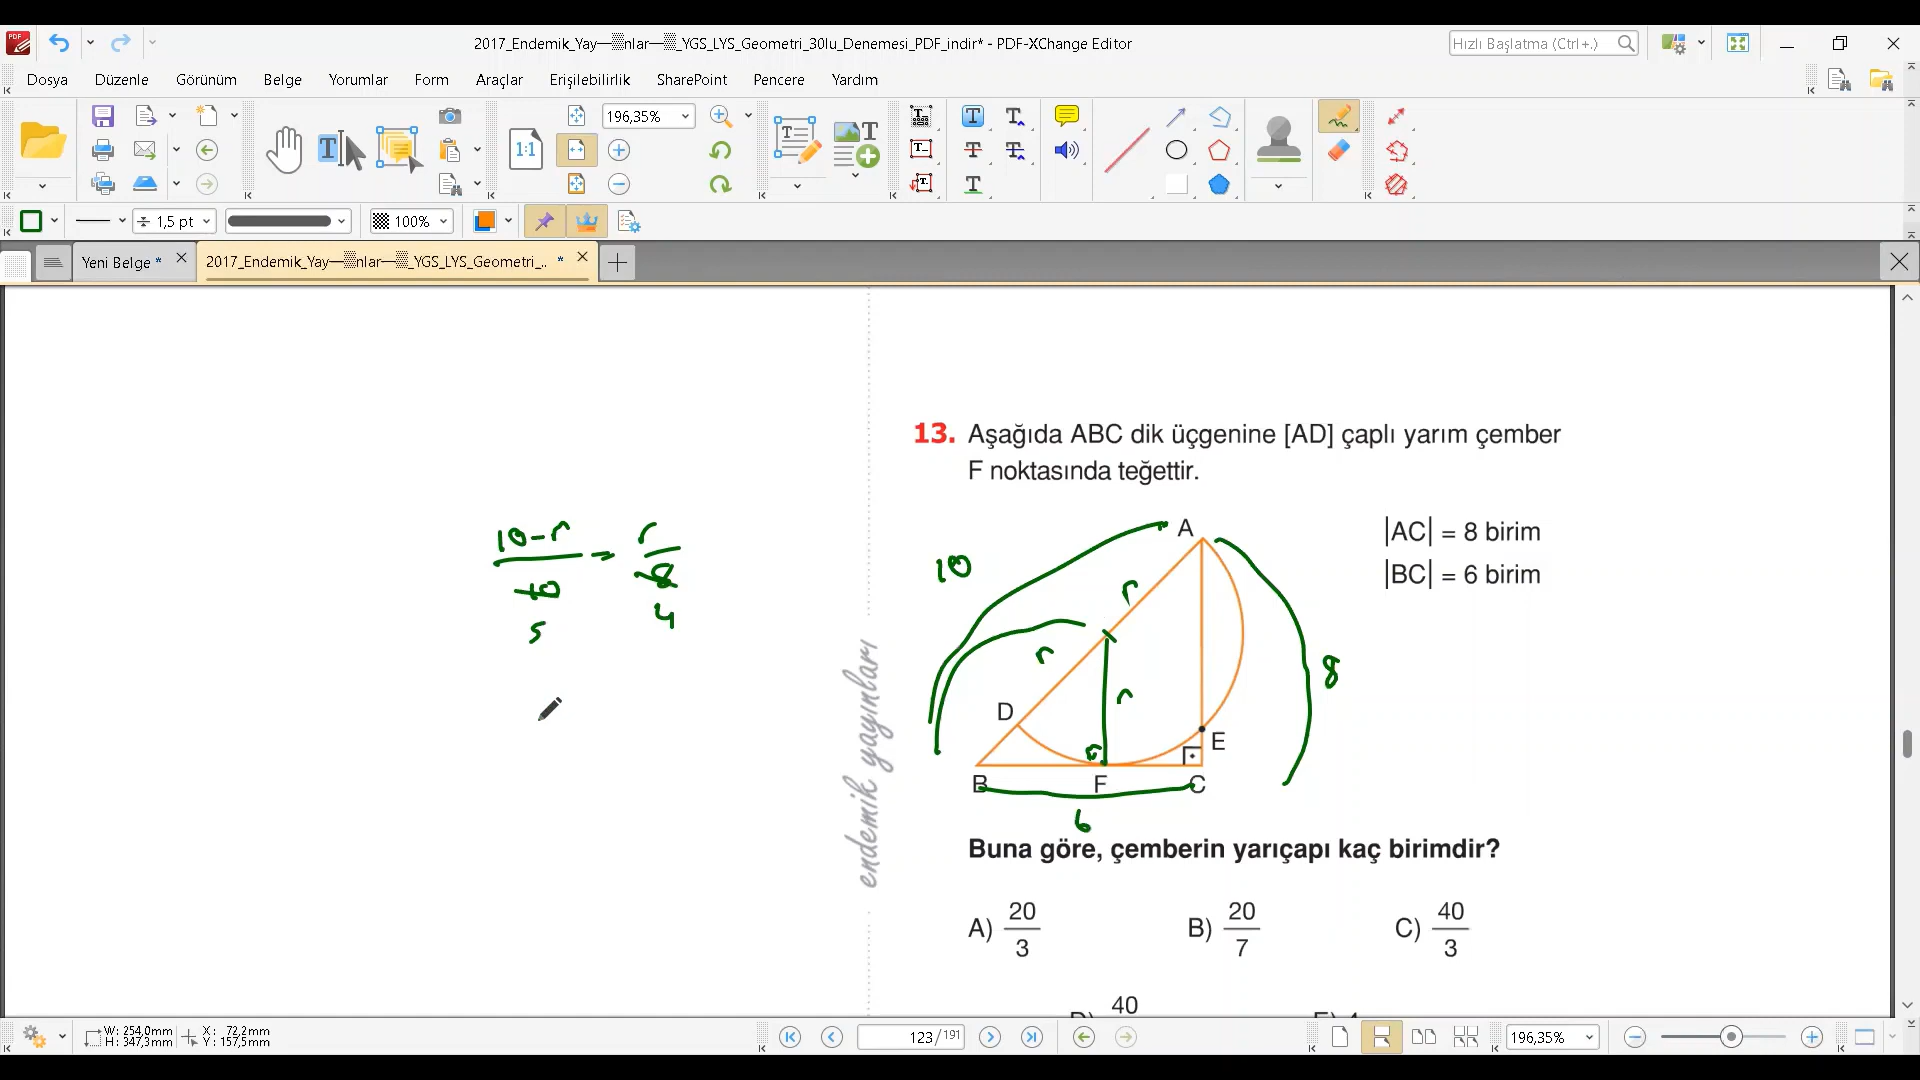 2017_Endemik_Yay—▒nlar—▒_YGS_LYS_Geometri_30lu_Denemesi_PDF_indir* - PDF-XChange Editor
Hızlı Başlatma (Ctrl+.)
Dosya Düzenle Görünüm Belge Yorumlar Form Araçlar Erişilebilirlik SharePoint Pencere Yardım
196,35%
1:1
1,5 pt
100%
Yeni Belge *
2017_Endemik_Yay—▒nlar—▒_YGS_LYS_Geometri_.. *
13. Aşağıda ABC dik üçgenine [AD] çaplı yarım çember
F noktasında teğettir.
|AC| = 8 birim
|BC| = 6 birim
10-r / 10 = r / 8
5 4
10
A
r
r
r
8
D
E
B F C
6
endemik yayınları
Buna göre, çemberin yarıçapı kaç birimdir?
A) 20/3 B) 20/7 C) 40/3
40
W: 254,0mm
H: 347,3mm
X: 72,2mm
Y: 157,5mm
123 / 191
196,35%